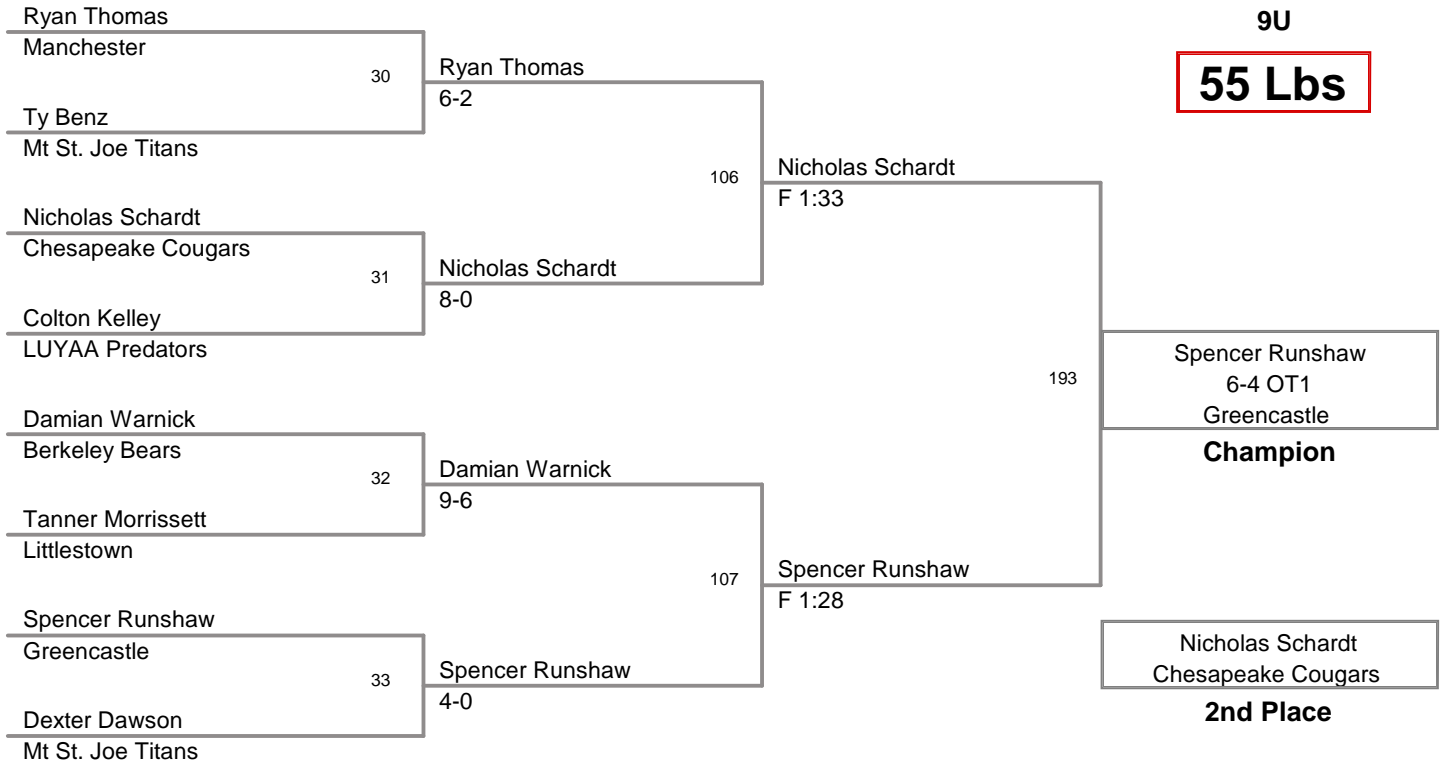 Ryan Thomas
Manchester
30
Ty Benz
Mt St. Joe Titans
Ryan Thomas
6-2
Nicholas Schardt
Chesapeake Cougars
31
Colton Kelley
LUYAA Predators
Nicholas Schardt
8-0
106
Nicholas Schardt
F 1:33
Damian Warnick
Berkeley Bears
32
Tanner Morrissett
Littlestown
Damian Warnick
9-6
Spencer Runshaw
Greencastle
33
Dexter Dawson
Mt St. Joe Titans
Spencer Runshaw
4-0
107
Spencer Runshaw
F 1:28
193
9U
55 Lbs
Spencer Runshaw
6-4 OT1
Greencastle
Champion
Nicholas Schardt
Chesapeake Cougars
2nd Place